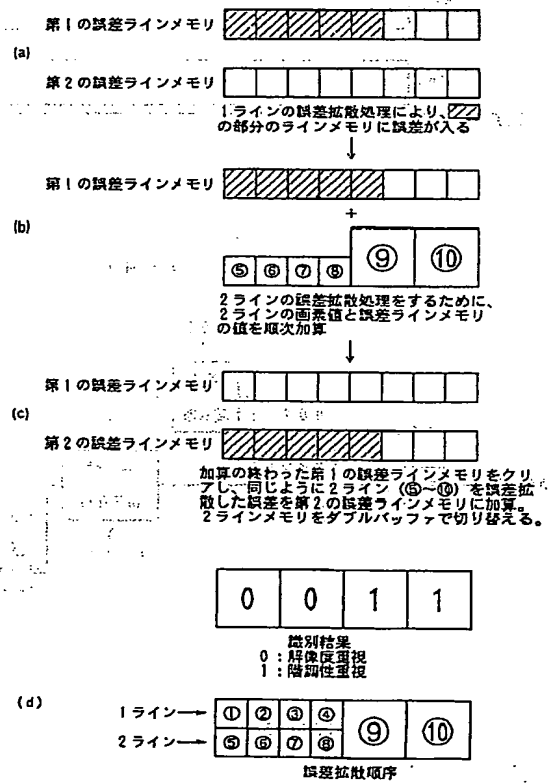 第1の誤差ラインメモリ
(a)
第2の誤差ラインメモリ
1ラインの誤差拡散処理により、
の部分のラインメモリに誤差が入る
↓
第1の誤差ラインメモリ
+
(b)
⑤ ⑥ ⑦ ⑧ ⑨ ⑩
2ラインの誤差拡散処理をするために、
2ラインの画素値と誤差ラインメモリ
の値を順次加算
↓
第1の誤差ラインメモリ
(c)
第2の誤差ラインメモリ
加算の終わった第1の誤差ラインメモリをクリ
アし、同じように2ライン(⑤~⑩)を誤差拡
散した誤差を第2の誤差ラインメモリに加算。
2ラインメモリをダブルバッファで切り替える。
0 0 1 1
識別結果
0:解像度重視
1:階調性重視
(d)
1ライン→ ① ② ③ ④ ⑨ ⑩
2ライン→ ⑤ ⑥ ⑦ ⑧
誤差拡散順序